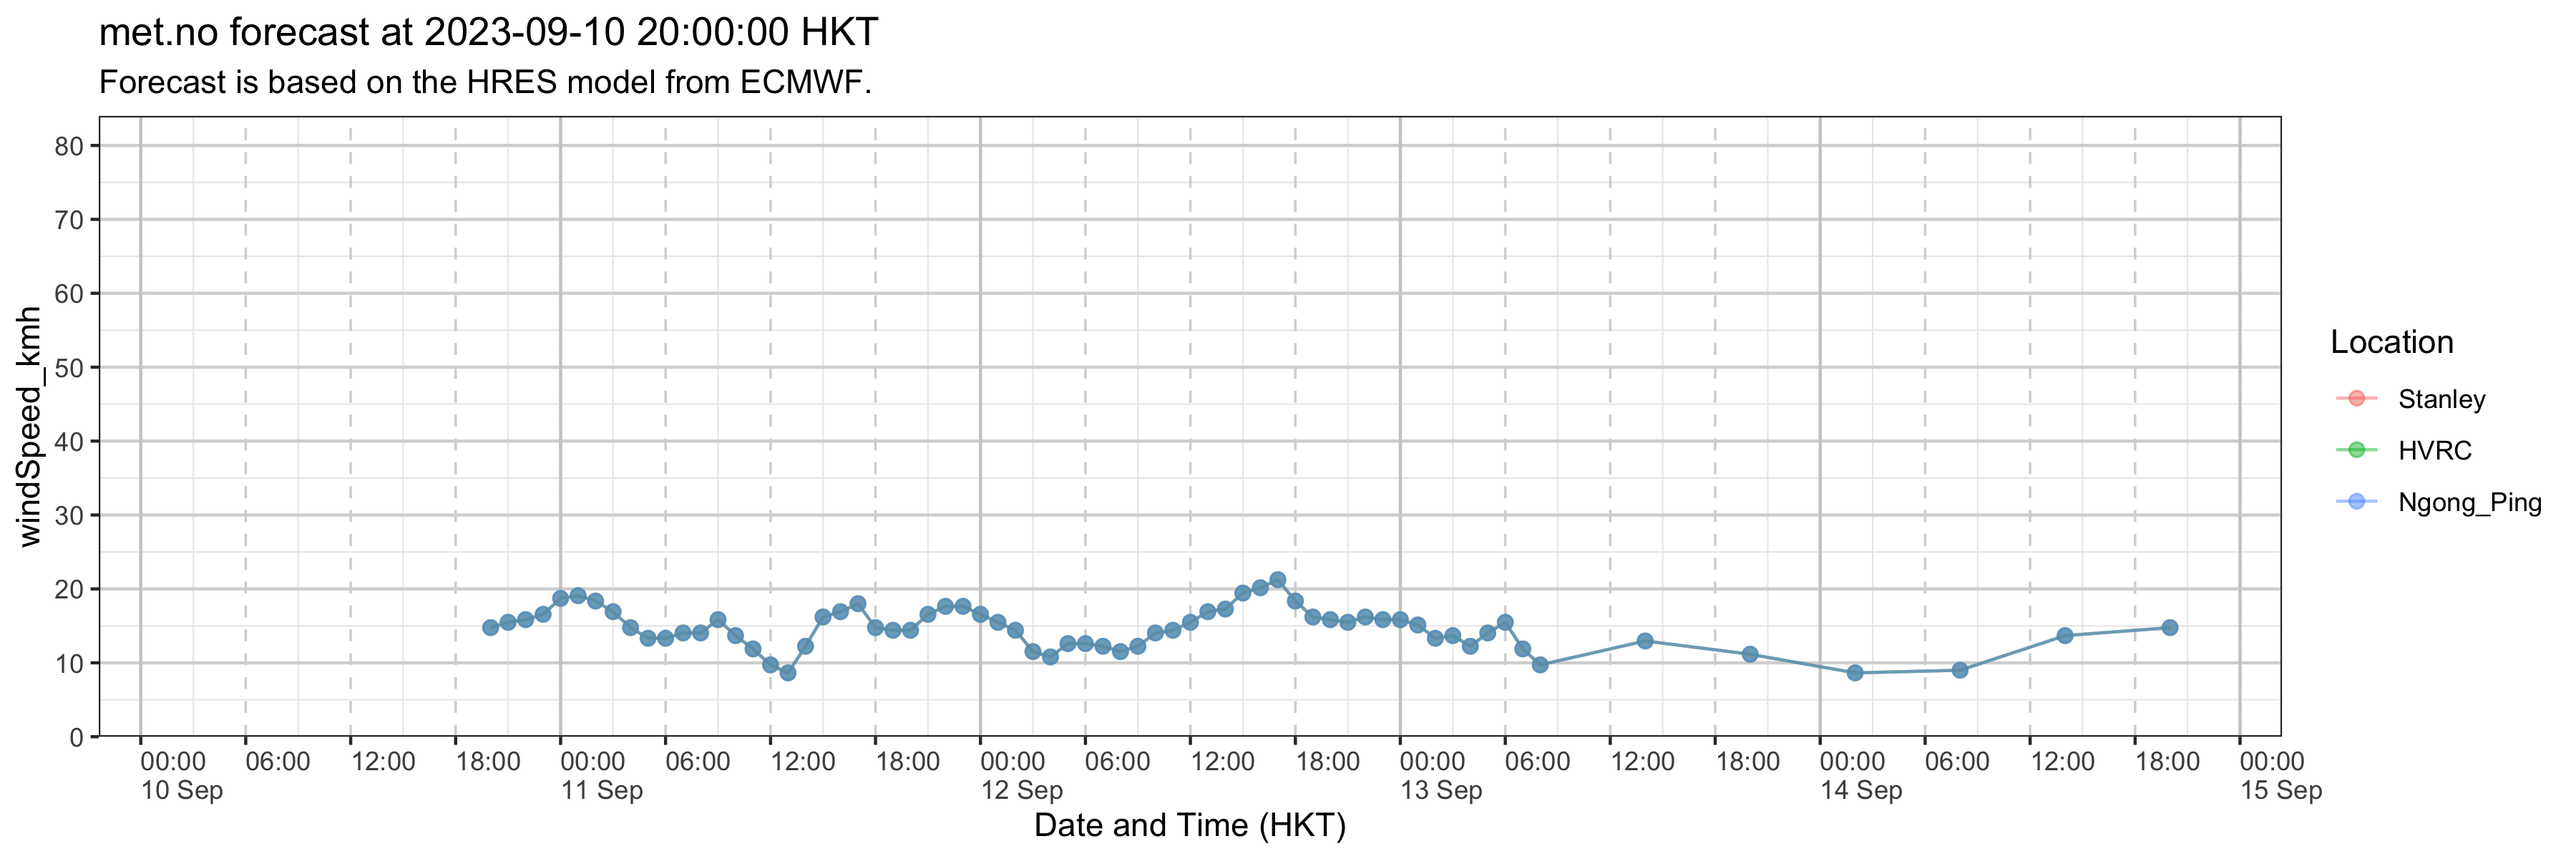 met.no forecast at 2023-09-10 20:00:00 HKT
Forecast is based on the HRES model from ECMWF.
windSpeed_kmh
80
70
60
50
40
30
20
10
0
00:00 06:00 12:00 18:00 00:00 06:00 12:00 18:00 00:00 06:00 12:00 18:00 00:00 06:00 12:00 18:00 00:00 06:00 12:00 18:00 00:00
10 Sep 11 Sep 12 Sep 13 Sep 14 Sep 15 Sep
Date and Time (HKT)
Location
Stanley
HVRC
Ngong_Ping